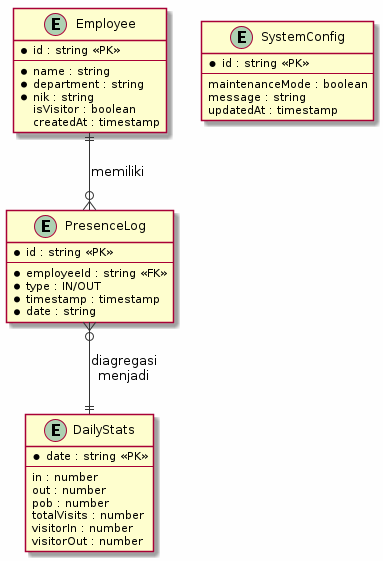 E Employee
id : string «PK»
name : string
department : string
nik : string
isVisitor : boolean
createdAt : timestamp
E SystemConfig
id : string «PK»
maintenanceMode : boolean
message : string
updatedAt : timestamp
memiliki
E PresenceLog
id : string «PK»
employeeId : string «FK»
type : IN/OUT
timestamp : timestamp
date : string
diagregasi
menjadi
E DailyStats
date : string «PK»
in : number
out : number
pob : number
totalVisits : number
visitorIn : number
visitorOut : number